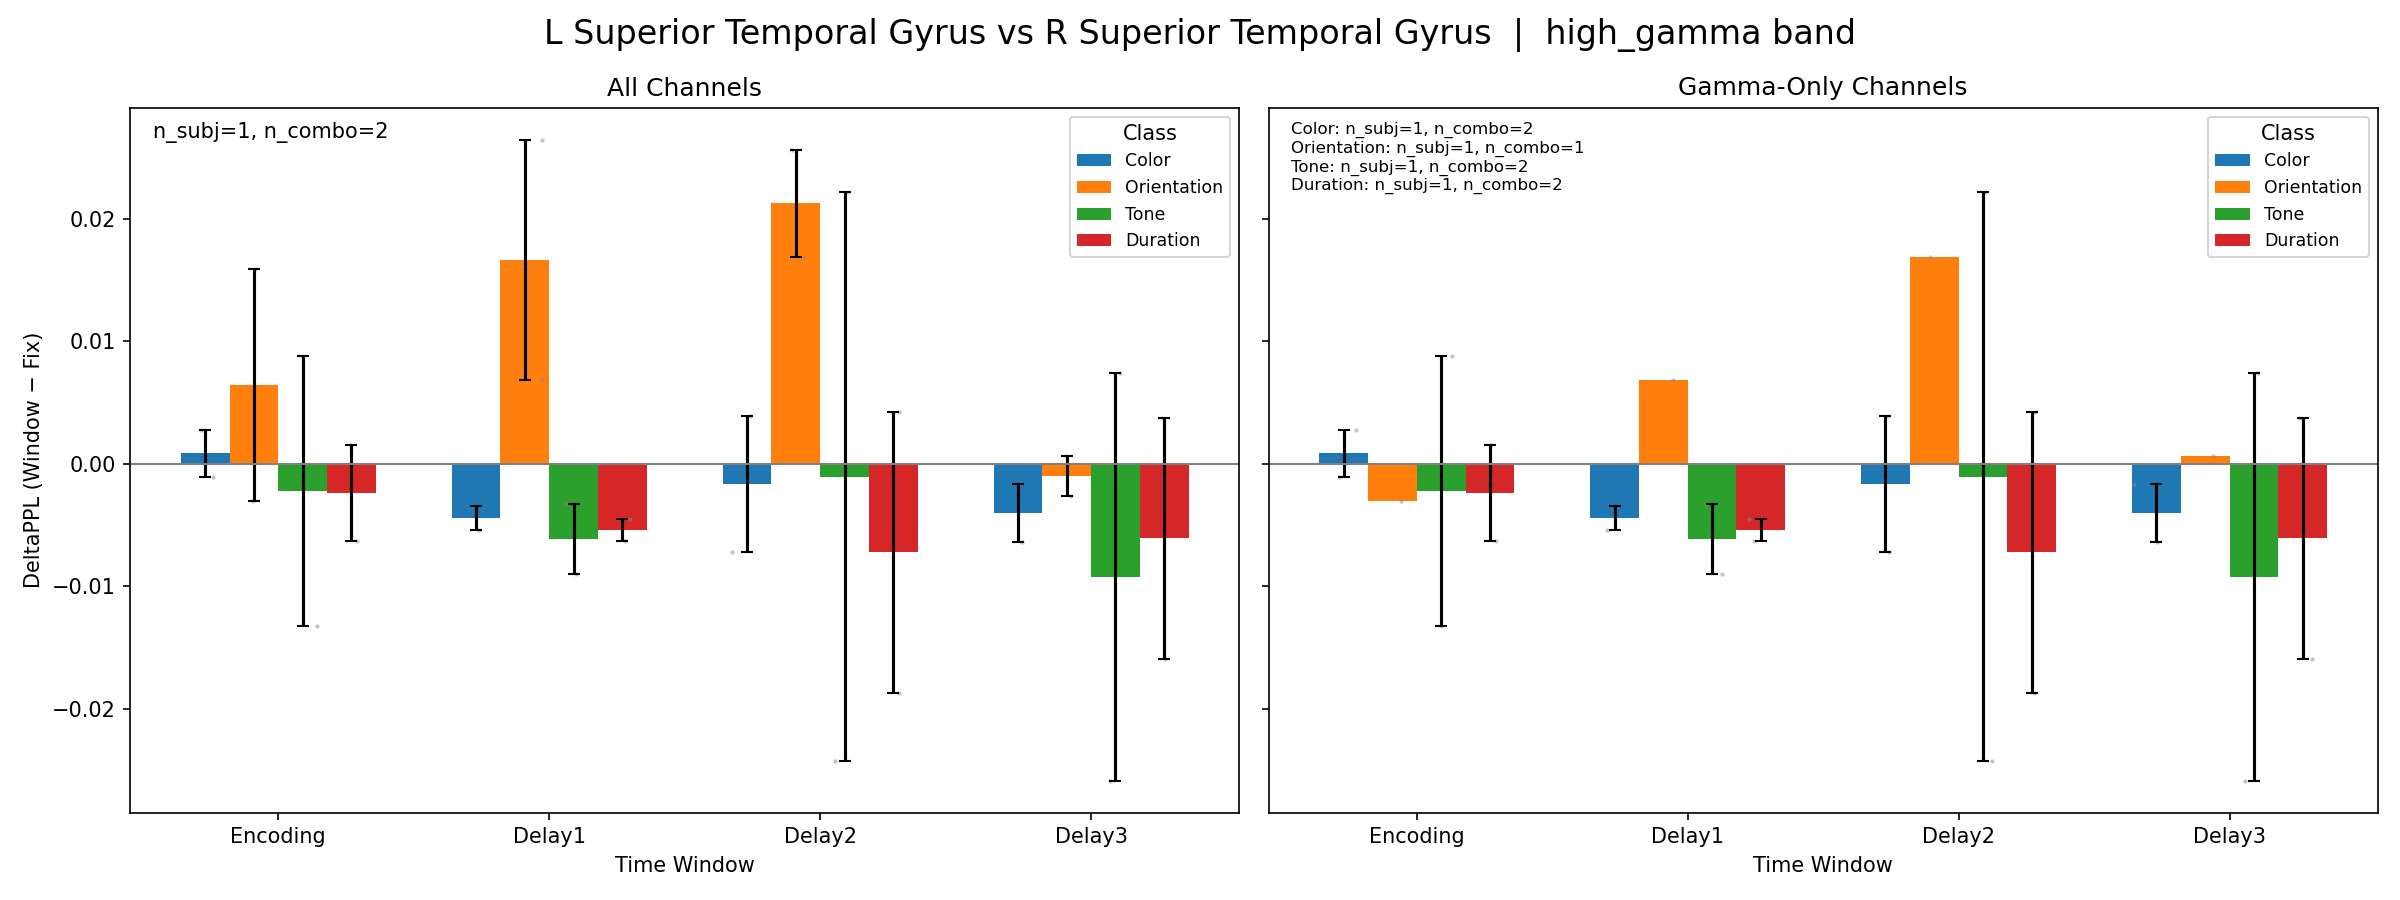 L Superior Temporal Gyrus vs R Superior Temporal Gyrus | high_gamma band
All Channels
n_subj=1, n_combo=2
Class
Color
Orientation
Tone
Duration
DeltaPPL (Window − Fix)
0.02
0.01
0.00
−0.01
−0.02
Encoding
Delay1
Delay2
Delay3
Time Window
Gamma-Only Channels
Color: n_subj=1, n_combo=2
Orientation: n_subj=1, n_combo=1
Tone: n_subj=1, n_combo=2
Duration: n_subj=1, n_combo=2
Class
Color
Orientation
Tone
Duration
Encoding
Delay1
Delay2
Delay3
Time Window